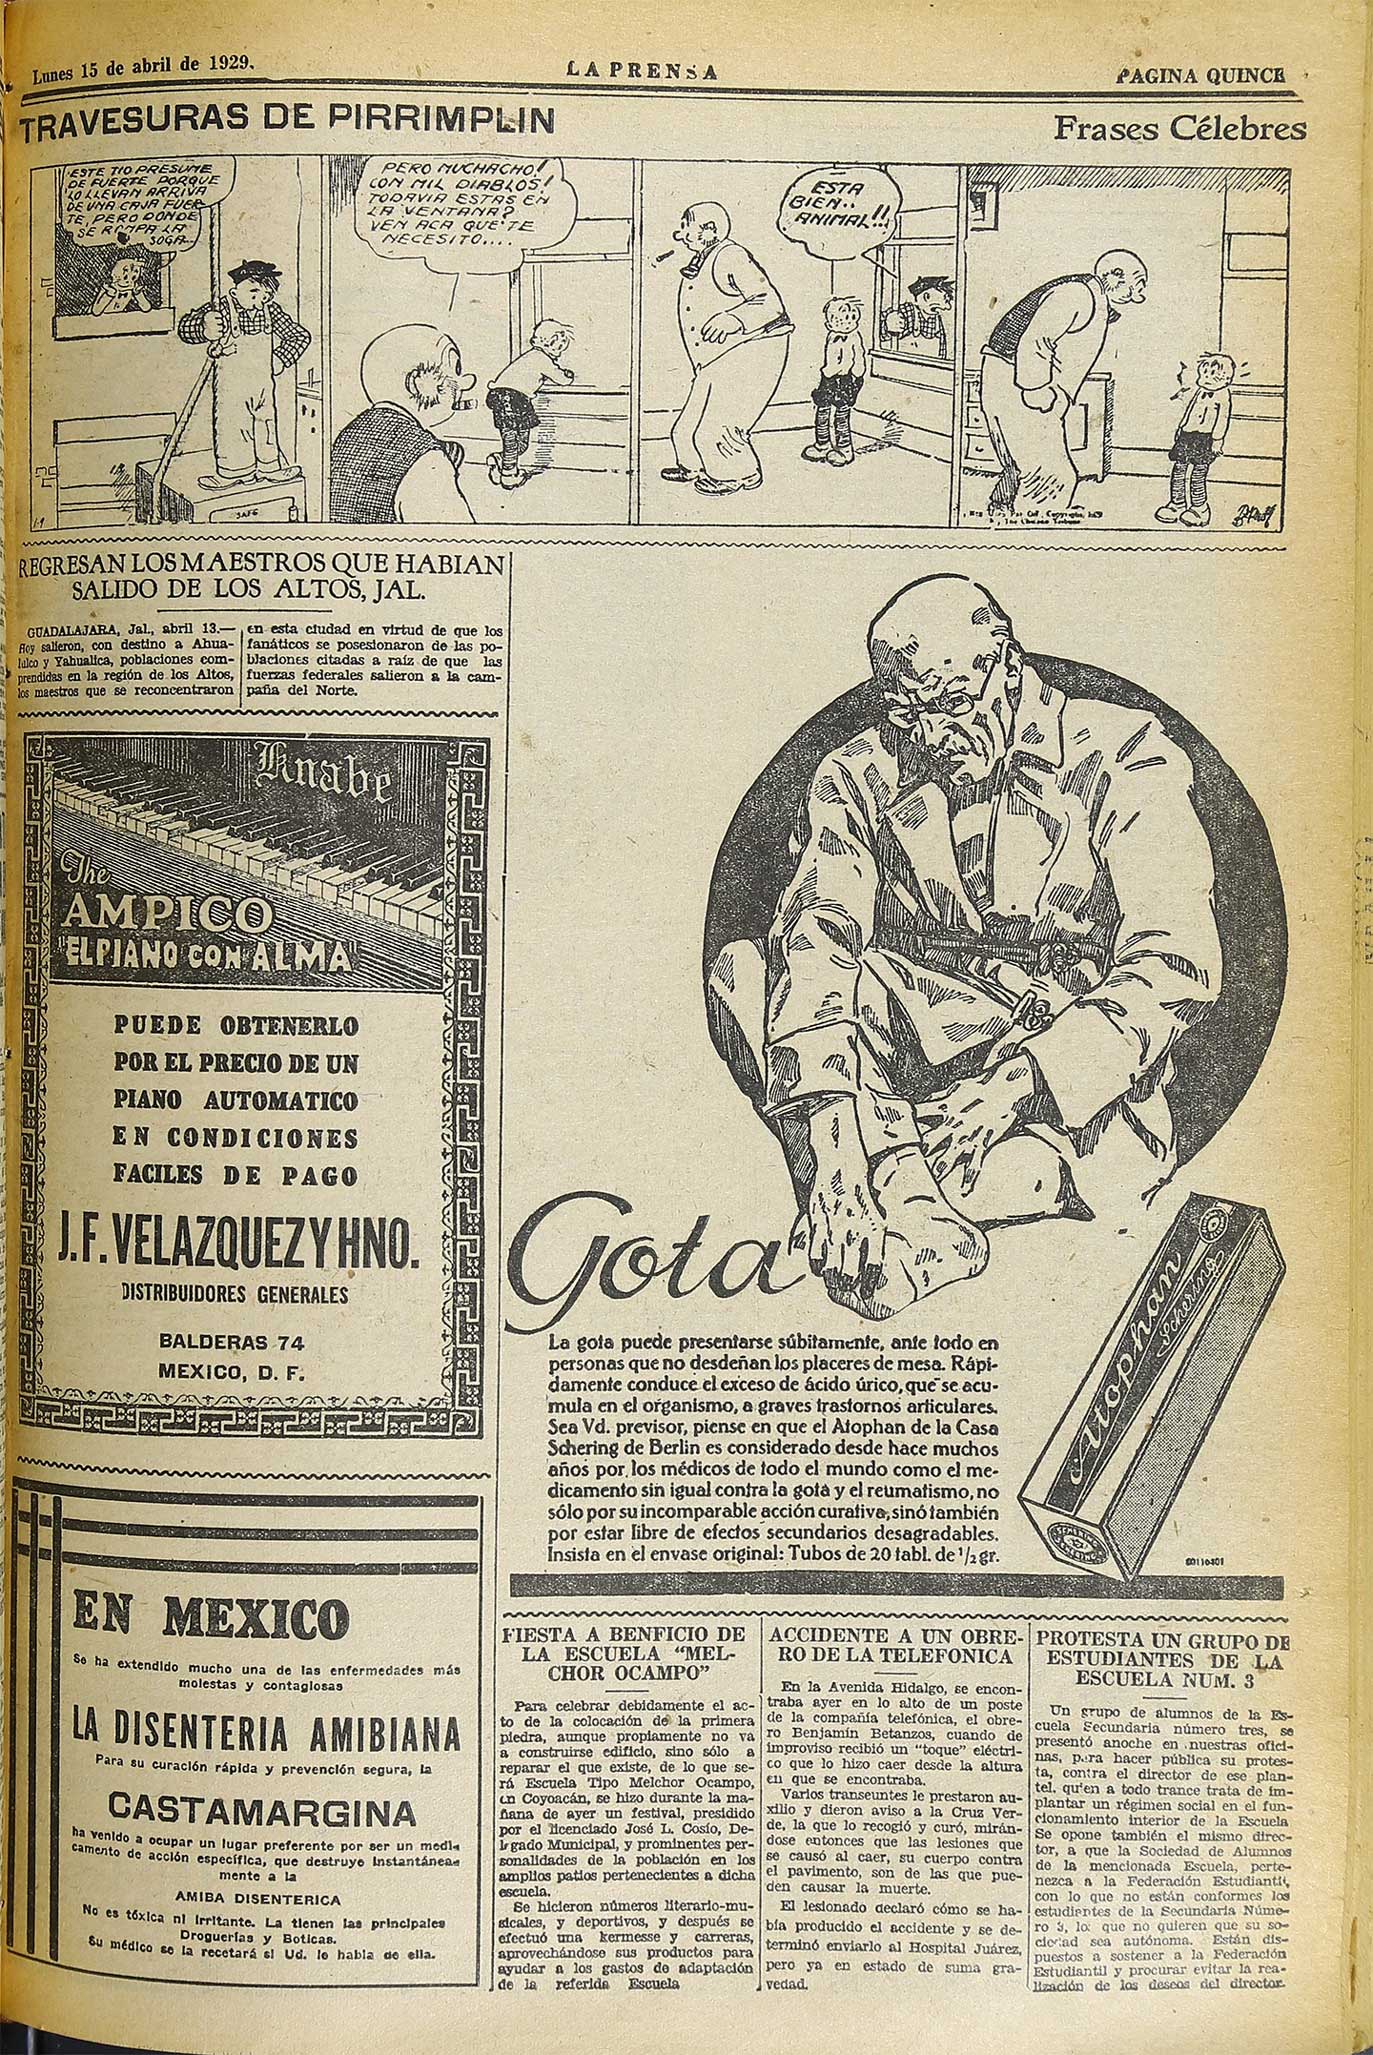 Lunes 15 de abril de 1929.
LA PRENSA
PAGINA QUINCE
TRAVESURAS DE PIRRIMPLIN
Frases Célebres
ESTE TIO PRESUME
DE FUERTE PORQUE
LO LLEVAN ARRIVA
DE UNA CAJA FUER
TE, PERO DONDE
SE ROMPA LA
SOGA...
SAFE
PERO MUCHACHO!
CON MIL DIABLOS!
TODAVIA ESTAS EN
LA VENTANA?
VEN ACA QUE TE
NECESITO....
ESTA
BIEN..
ANIMAL!!
The Chicago Tribune
REGRESAN LOS MAESTROS QUE HABIAN
SALIDO DE LOS ALTOS, JAL.
GUADALAJARA, Jal., abril 13.—
Hoy salieron, con destino a Ahua-
lulco y Yahualica, poblaciones com-
prendidas en la región de los Altos,
los maestros que se reconcentraron
en esta ciudad en virtud de que los
fanáticos se posesionaron de las po-
blaciones citadas a raíz de que las
fuerzas federales salieron a la cam-
paña del Norte.
Knabe
The
AMPICO
"EL PIANO CON ALMA"
PUEDE OBTENERLO
POR EL PRECIO DE UN
PIANO AUTOMATICO
EN CONDICIONES
FACILES DE PAGO
J. F. VELAZQUEZ Y HNO.
DISTRIBUIDORES GENERALES
BALDERAS 74
MEXICO, D. F.
EN MEXICO
Se ha extendido mucho una de las enfermedades más
molestas y contagiosas
LA DISENTERIA AMIBIANA
Para su curación rápida y prevención segura, la
CASTAMARGINA
ha venido a ocupar un lugar preferente por ser un medi-
camento de acción específica, que destruye instantánea-
mente a la
AMIBA DISENTERICA
No es tóxica ni irritante. La tienen las principales
Droguerías y Boticas.
Su médico se la recetará si Ud. le habla de ella.
Gota
La gota puede presentarse súbitamente, ante todo en
personas que no desdeñan los placeres de mesa. Rápi-
damente conduce el exceso de ácido úrico, que se acu-
mula en el organismo, a graves trastornos articulares.
Sea Vd. previsor, piense en que el Atophan de la Casa
Schering de Berlin es considerado desde hace muchos
años por los médicos de todo el mundo como el me-
dicamento sin igual contra la gota y el reumatismo, no
sólo por su incomparable acción curativa, sinó también
por estar libre de efectos secundarios desagradables.
Insista en el envase original: Tubos de 20 tabl. de 1/2 gr.
Atophan
Schering
FIESTA A BENFICIO DE
LA ESCUELA "MEL-
CHOR OCAMPO"
Para celebrar debidamente el ac-
to de la colocación de la primera
piedra, aunque propiamente no va
a construirse edificio, sino sólo a
reparar el que existe, de lo que se-
rá Escuela Tipo Melchor Ocampo,
en Coyoacán, se hizo durante la ma-
ñana de ayer un festival, presidido
por el licenciado José L. Cosío, De-
legado Municipal, y prominentes per-
sonalidades de la población en los
amplios patios pertenecientes a dicha
escuela.
Se hicieron números literario-mu-
sicales, y deportivos, y después se
efectuó una kermesse y carreras,
aprovechándose sus productos para
ayudar a los gastos de adaptación
de la referida Escuela
ACCIDENTE A UN OBRE-
RO DE LA TELEFONICA
En la Avenida Hidalgo, se encon-
traba ayer en lo alto de un poste
de la compañía telefónica, el obre-
ro Benjamín Betanzos, cuando de
improviso recibió un "toque" eléctri-
co que lo hizo caer desde la altura
en que se encontraba.
Varios transeuntes le prestaron au-
xilio y dieron aviso a la Cruz Ver-
de, la que lo recogió y curó, mirán-
dose entonces que las lesiones que
se causó al caer, su cuerpo contra
el pavimento, son de las que pue-
den causar la muerte.
El lesionado declaró cómo se ha-
bía producido el accidente y se de-
terminó enviarlo al Hospital Juárez,
pero ya en estado de suma gra-
vedad.
PROTESTA UN GRUPO DE
ESTUDIANTES DE LA
ESCUELA NUM. 3
Un grupo de alumnos de la Es-
cuela Secundaria número tres, se
presentó anoche en nuestras ofici-
nas, para hacer pública su protes-
ta, contra el director de ese plan-
tel, quien a todo trance trata de im-
plantar un régimen social en el fun-
cionamiento interior de la Escuela
Se opone también el mismo direc-
tor, a que la Sociedad de Alumnos
de la mencionada Escuela, perte-
nezca a la Federación Estudiantil,
con lo que no están conformes los
estudiantes de la Secundaria Núme-
ro 3, los que no quieren que su so-
ciedad sea autónoma. Están dis-
puestos a sostener a la Federación
Estudiantil y procurar evitar la rea-
lización de los deseos del director.